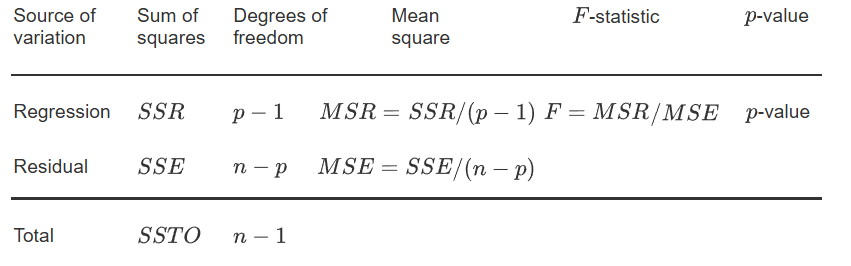 Source of variation Sum of squares Degrees of freedom Mean square F-statistic p-value
Regression SSR p − 1 MSR = SSR/(p − 1) F = MSR/MSE p-value
Residual SSE n − p MSE = SSE/(n − p)
Total SSTO n − 1